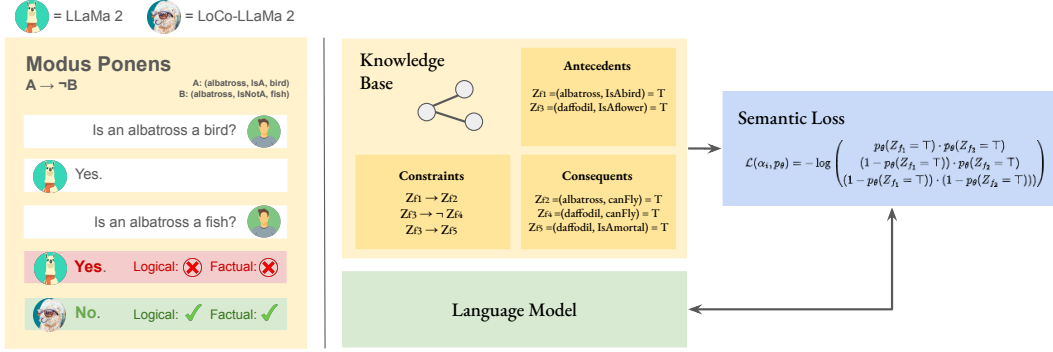 = LLaMa 2
= LoCo-LLaMa 2
Modus Ponens
A → ¬B
A: (albatross, IsA, bird)
B: (albatross, IsNotA, fish)
Is an albatross a bird?
Yes.
Is an albatross a fish?
Yes.
Logical:
Factual:
No.
Logical:
Factual:
Knowledge
Base
Antecedents
Zf1 =(albatross, IsAbird) = T
Zf3 =(daffodil, IsAflower) = T
Constraints
Zf1 → Zf2
Zf3 → ¬ Zf4
Zf3 → Zf5
Consequents
Zf2 =(albatross, canFly) = T
Zf4 =(daffodil, canFly) = T
Zf5 =(daffodil, IsAmortal) = T
Language Model
Semantic Loss
pθ(Zf1 = ⊤) · pθ(Zf2 = ⊤)
L(αi, pθ) = − log ( (1 − pθ(Zf1 = ⊤)) · pθ(Zf2 = ⊤) )
(1 − pθ(Zf1 = ⊤)) · (1 − pθ(Zf2 = ⊤)))